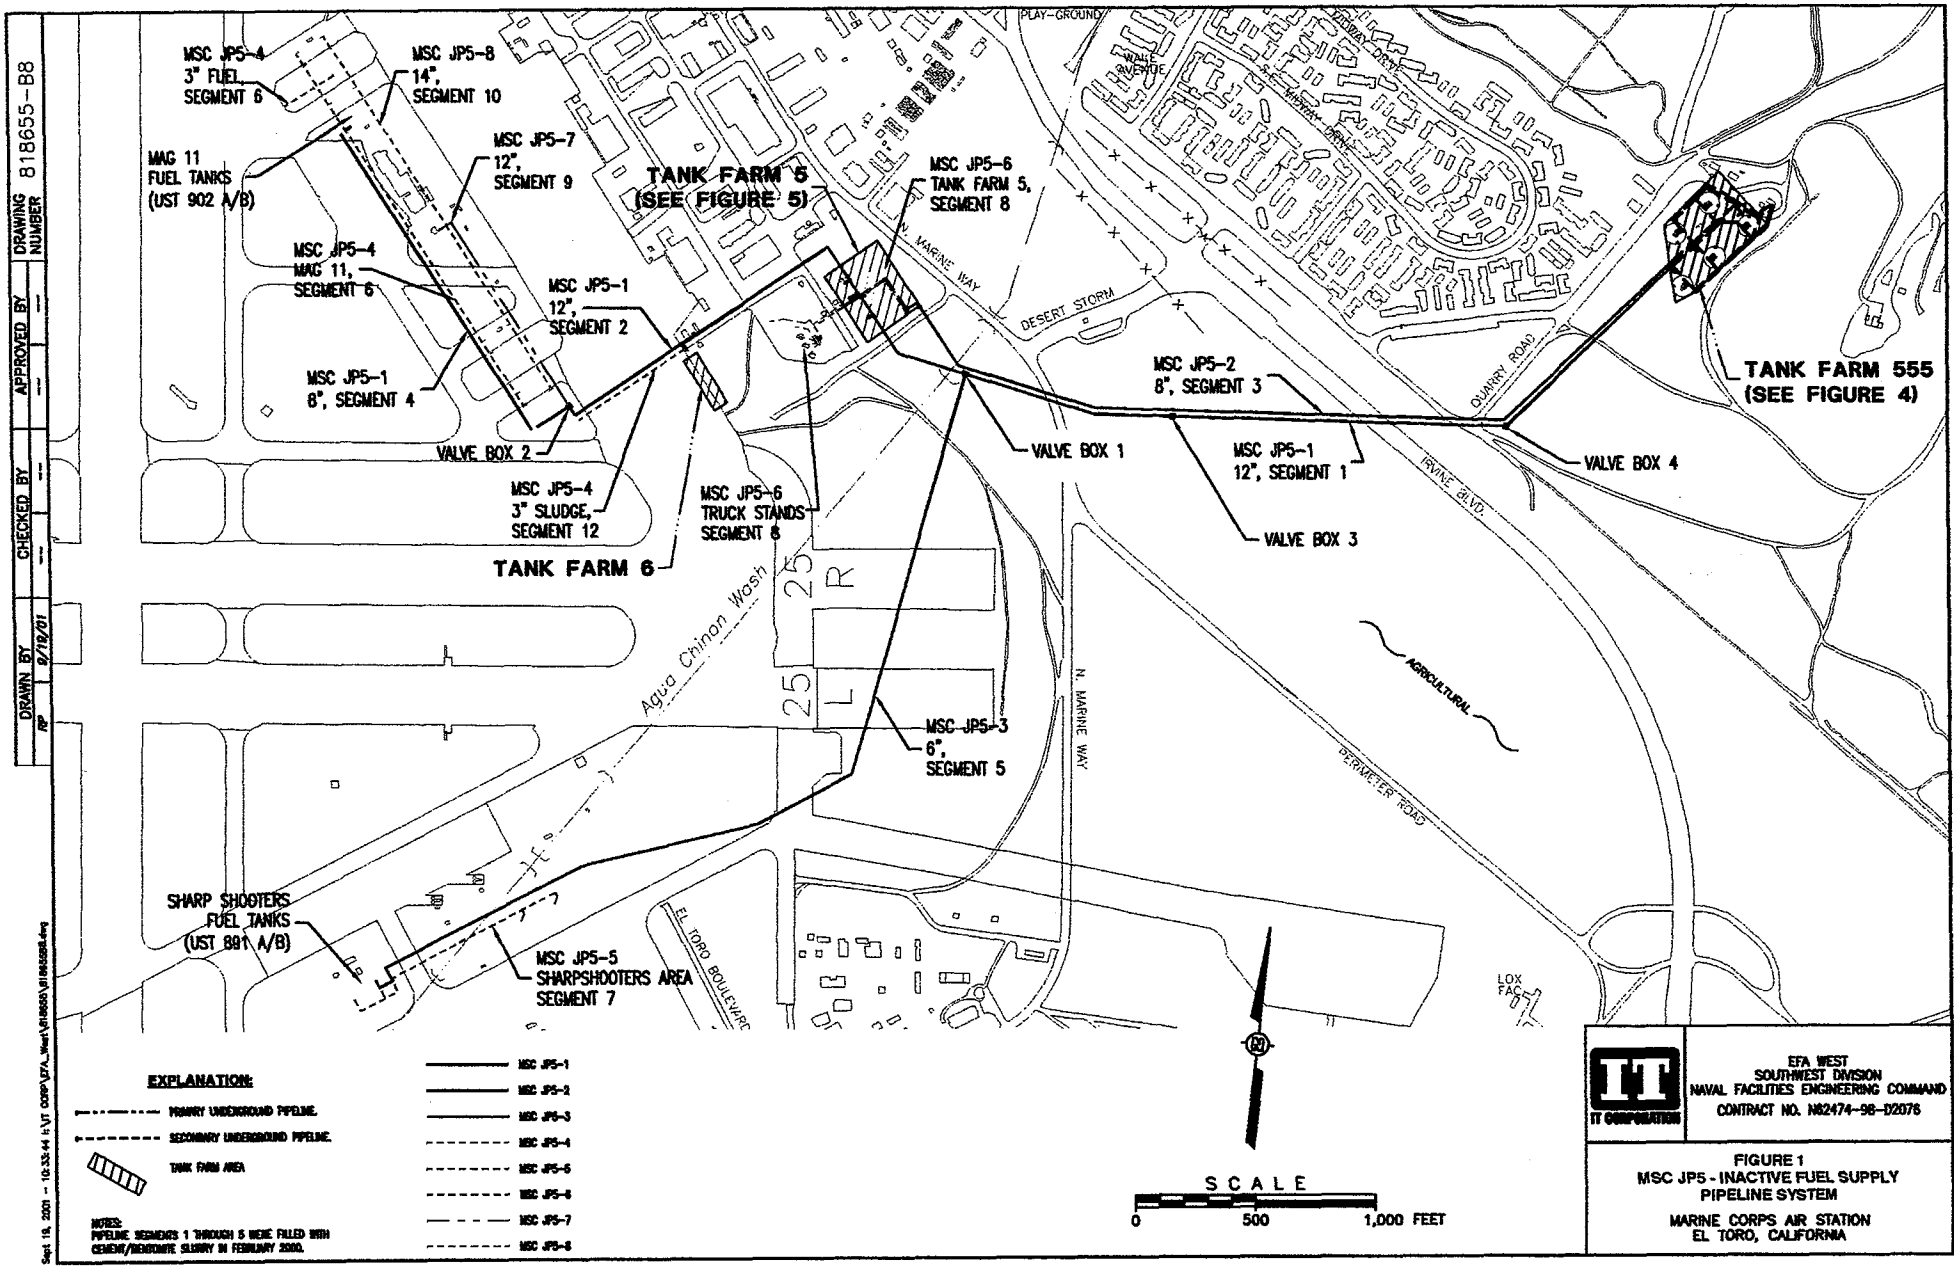 DRAWING NUMBER 818655-B8
APPROVED BY -- --
CHECKED BY -- --
DRAWN BY RP 9/19/01
MSC JP5-4
3" FUEL
SEGMENT 6
MSC JP5-8
14",
SEGMENT 10
MSC JP5-7
12",
SEGMENT 9
MAG 11
FUEL TANKS
(UST 902 A/B)
TANK FARM 5
(SEE FIGURE 5)
MSC JP5-6
TANK FARM 5,
SEGMENT 8
PLAY-GROUND
WAKE
AVENUE
MIDWAY DRIVE
S. MIDWAY DRIVE
N. MARINE WAY
DESERT STORM
MSC JP5-4
MAG 11,
SEGMENT 6
MSC JP5-1
12",
SEGMENT 2
MSC JP5-1
8", SEGMENT 4
VALVE BOX 2
MSC JP5-4
3" SLUDGE,
SEGMENT 12
TANK FARM 6
MSC JP5-6
TRUCK STANDS
SEGMENT 8
VALVE BOX 1
MSC JP5-2
8", SEGMENT 3
MSC JP5-1
12", SEGMENT 1
QUARRY ROAD
TANK FARM 555
(SEE FIGURE 4)
VALVE BOX 4
VALVE BOX 3
IRVINE BLVD.
Agua Chinon Wash
25 R
25 L
N. MARINE WAY
AGRICULTURAL
PERIMETER ROAD
MSC JP5-3
6",
SEGMENT 5
SHARP SHOOTERS
FUEL TANKS
(UST 891 A/B)
MSC JP5-5
SHARPSHOOTERS AREA
SEGMENT 7
EL TORO BOULEVARD
LOX
FAC
EXPLANATION:
PRIMARY UNDERGROUND PIPELINE.
SECONDARY UNDERGROUND PIPELINE.
TANK FARM AREA
NOTES:
PIPELINE SEGMENTS 1 THROUGH 5 WERE FILLED WITH
CEMENT/BENTONITE SLURRY IN FEBRUARY 2000.
MSC JP5-1
MSC JP5-2
MSC JP5-3
MSC JP5-4
MSC JP5-5
MSC JP5-6
MSC JP5-7
MSC JP5-8
SCALE
0 500 1,000 FEET
IT
IT CORPORATION
EFA WEST
SOUTHWEST DIVISION
NAVAL FACILITIES ENGINEERING COMMAND
CONTRACT NO. N62474-98-D2076
FIGURE 1
MSC JP5 - INACTIVE FUEL SUPPLY
PIPELINE SYSTEM
MARINE CORPS AIR STATION
EL TORO, CALIFORNIA
Sept 19, 2001 - 10:33:44